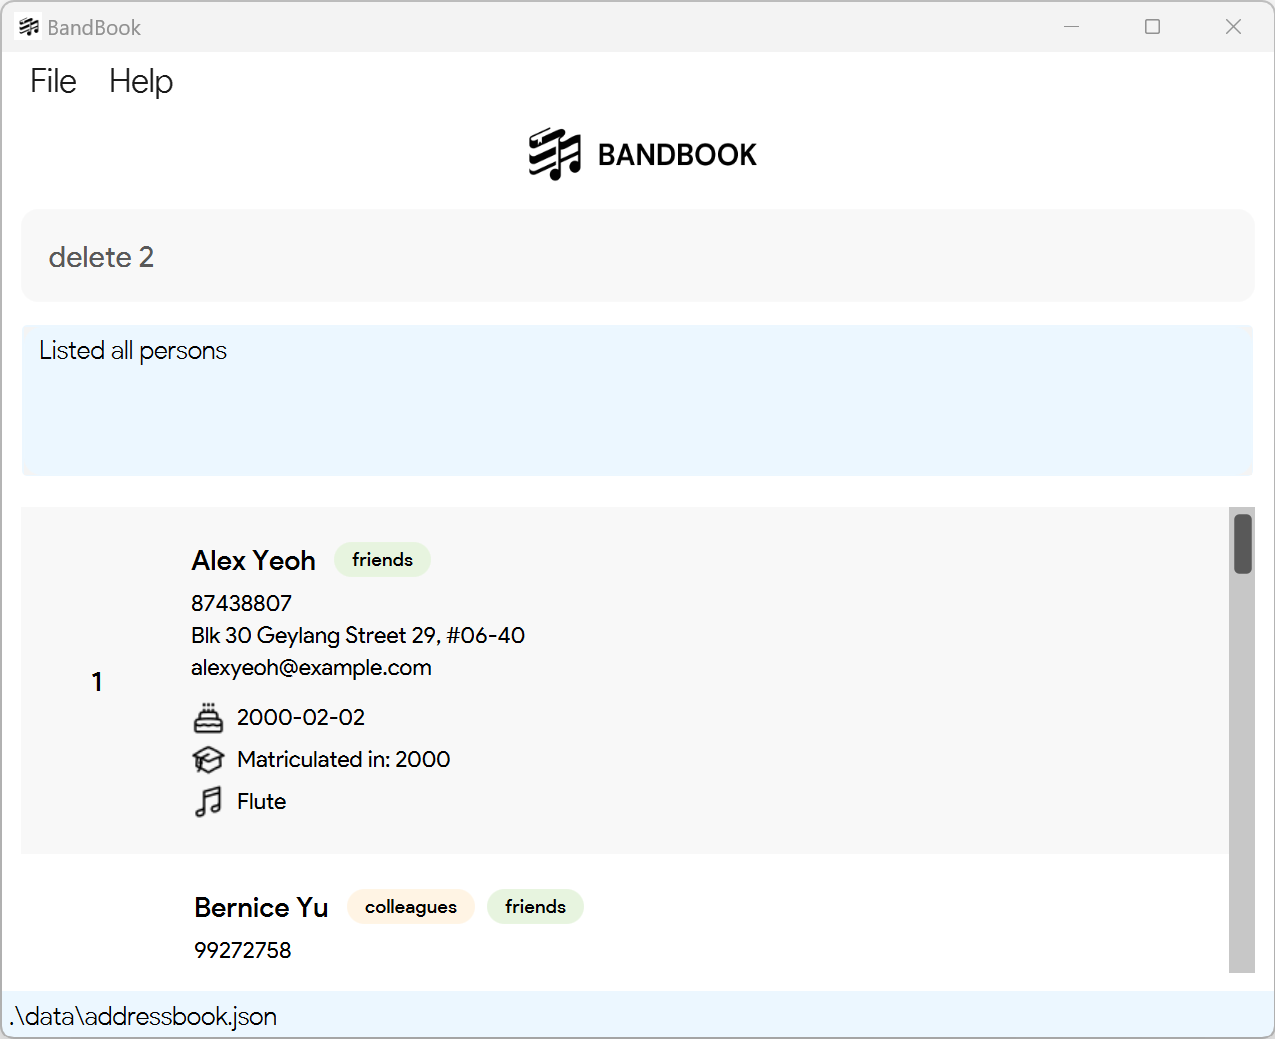 BandBook
File Help
BANDBOOK
delete 2
Listed all persons
Alex Yeoh friends
87438807
Blk 30 Geylang Street 29, #06-40
alexyeoh@example.com
1
2000-02-02
Matriculated in: 2000
Flute
Bernice Yu colleagues friends
99272758
.\data\addressbook.json